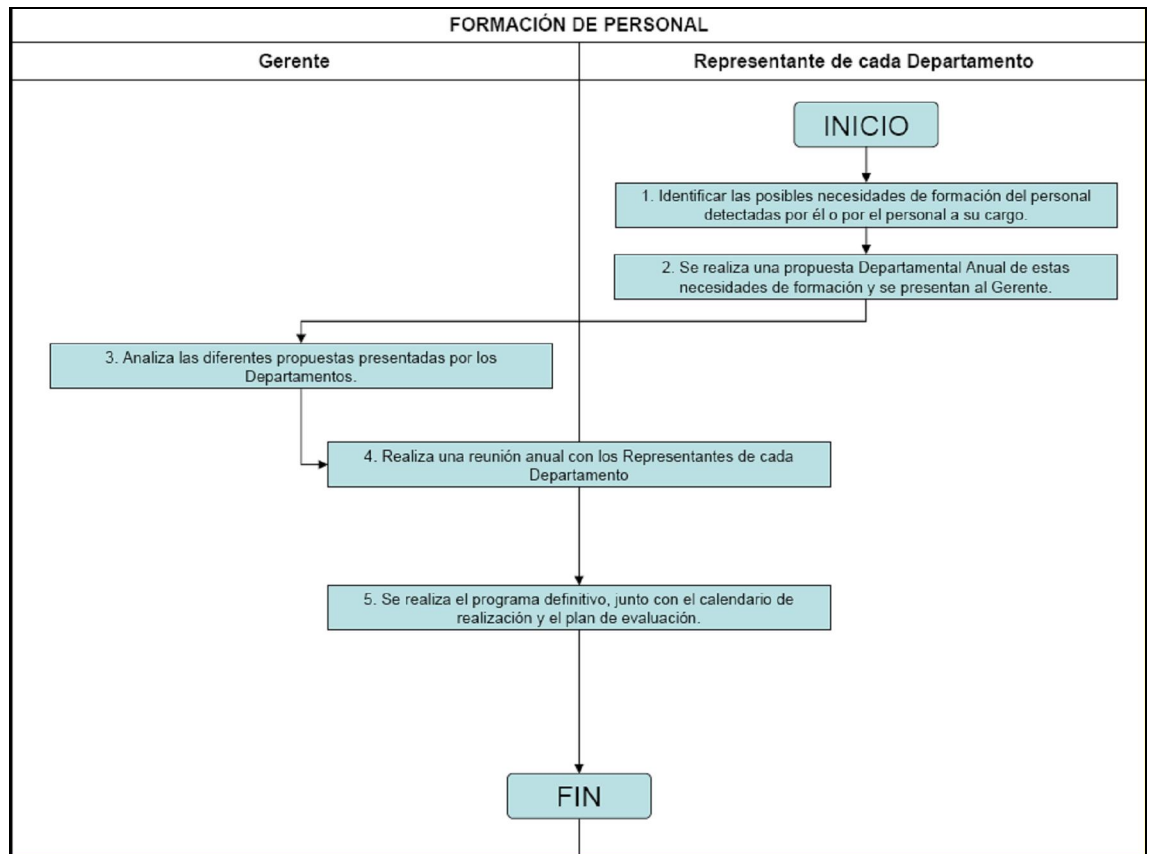 FORMACIÓN DE PERSONAL
Gerente
Representante de cada Departamento
INICIO
1. Identificar las posibles necesidades de formación del personal
detectadas por él o por el personal a su cargo.
2. Se realiza una propuesta Departamental Anual de estas
necesidades de formación y se presentan al Gerente.
3. Analiza las diferentes propuestas presentadas por los
Departamentos.
4. Realiza una reunión anual con los Representantes de cada
Departamento
5. Se realiza el programa definitivo, junto con el calendario de
realización y el plan de evaluación.
FIN